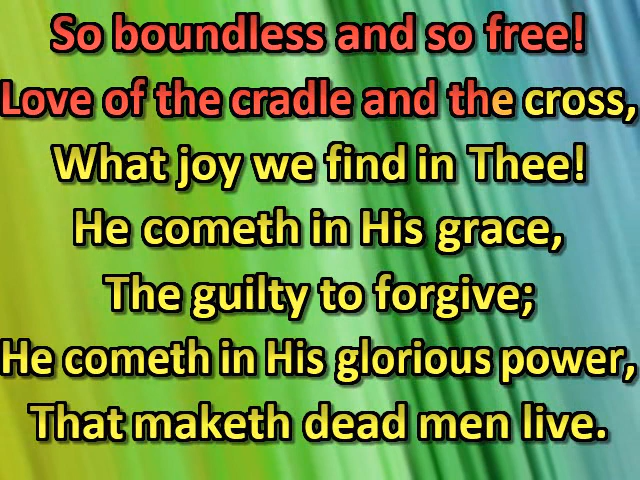 So boundless and so free!
Love of the cradle and the cross,
What joy we find in Thee!
He cometh in His grace,
The guilty to forgive;
He cometh in His glorious power,
That maketh dead men live.